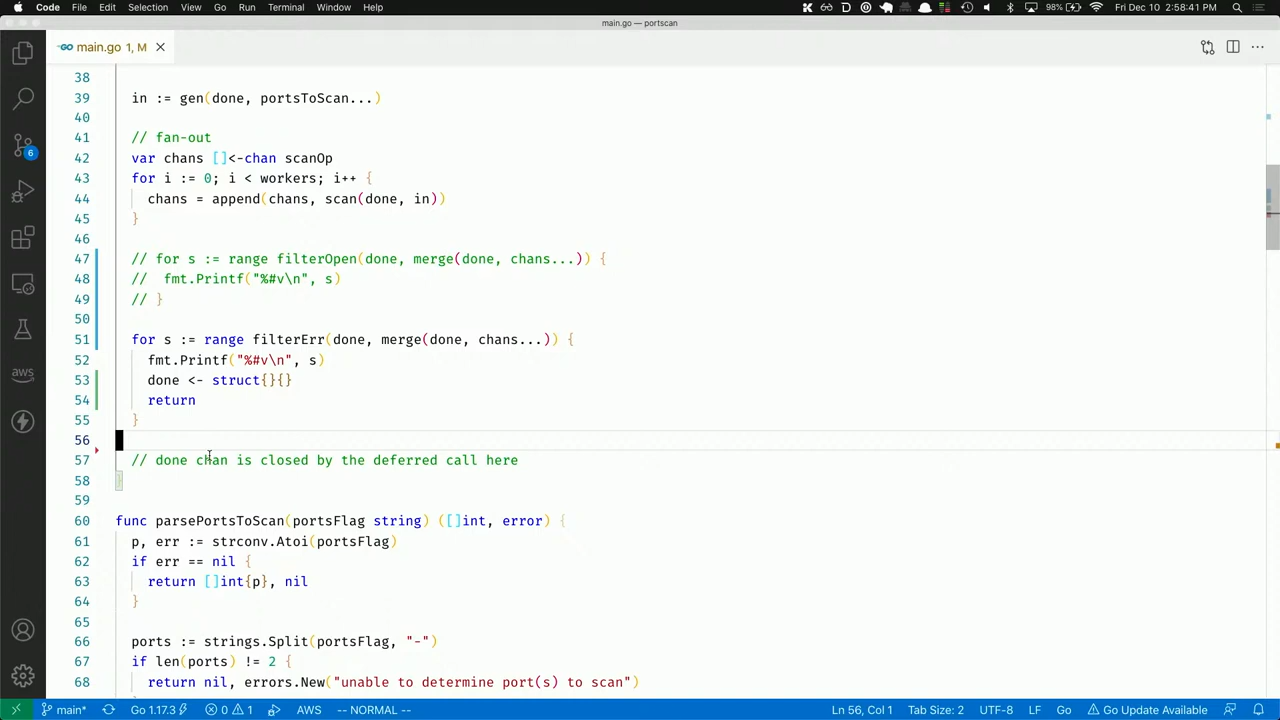 Code File Edit Selection View Go Run Terminal Window Help 98% Fri Dec 10 2:58:41 PM
main.go — portscan
main.go 1, M
38
39 in := gen(done, portsToScan...)
40
41 // fan-out
42 var chans []<-chan scanOp
43 for i := 0; i < workers; i++ {
44 chans = append(chans, scan(done, in))
45 }
46
47 // for s := range filterOpen(done, merge(done, chans...)) {
48 //  fmt.Printf("%#v\n", s)
49 // }
50
51 for s := range filterErr(done, merge(done, chans...)) {
52 fmt.Printf("%#v\n", s)
53 done <- struct{}{}
54 return
55 }
56
57 // done chan is closed by the deferred call here
58 }
59
60 func parsePortsToScan(portsFlag string) ([]int, error) {
61 p, err := strconv.Atoi(portsFlag)
62 if err == nil {
63 return []int{p}, nil
64 }
65
66 ports := strings.Split(portsFlag, "-")
67 if len(ports) != 2 {
68 return nil, errors.New("unable to determine port(s) to scan")
6
aws
main* Go 1.17.3 0 1 AWS -- NORMAL -- Ln 56, Col 1 Tab Size: 2 UTF-8 LF Go Go Update Available